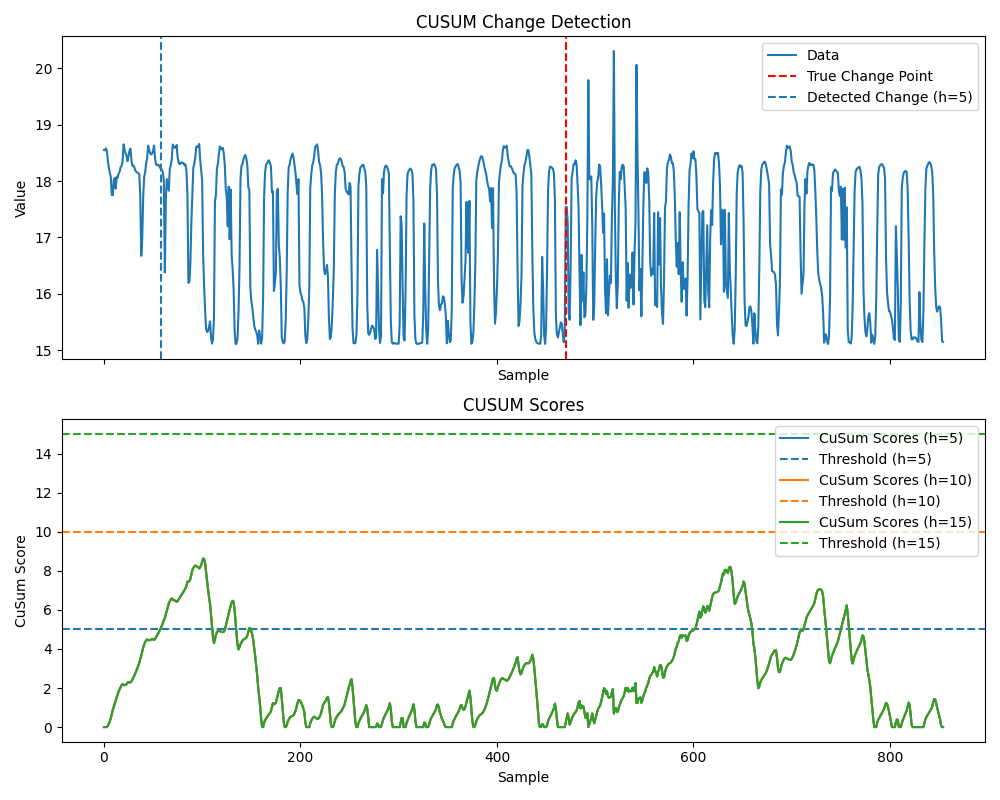 CUSUM Change Detection
20
19
18
17
16
15
Value
Data
True Change Point
Detected Change (h=5)
Sample
CUSUM Scores
14
12
10
8
6
4
2
0
CuSum Score
CuSum Scores (h=5)
Threshold (h=5)
CuSum Scores (h=10)
Threshold (h=10)
CuSum Scores (h=15)
Threshold (h=15)
0 200 400 600 800
Sample